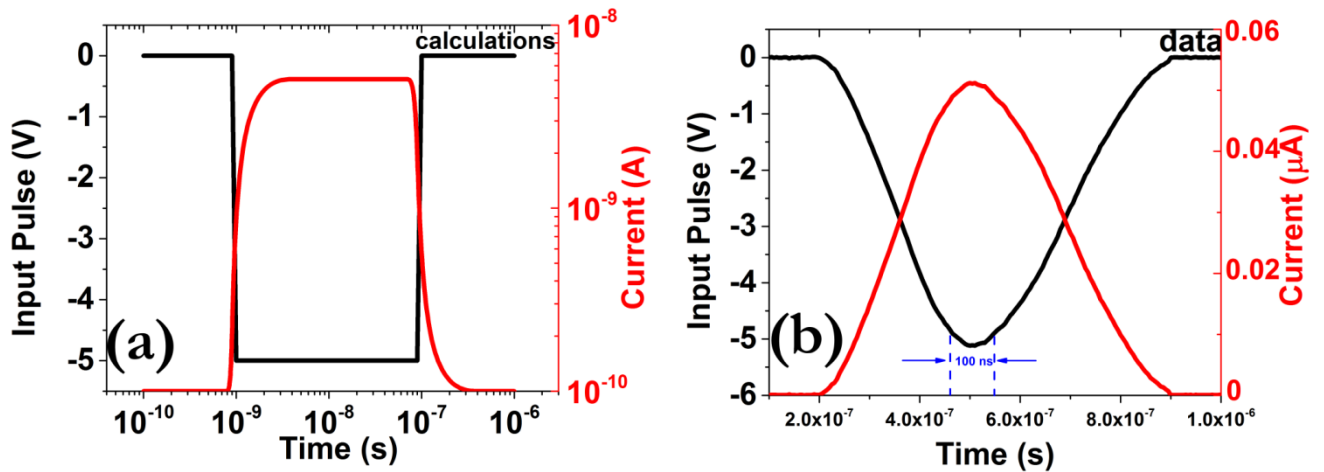 calculations
Input Pulse (V)
0
-1
-2
-3
-4
-5
(a)
10⁻¹⁰ 10⁻⁹ 10⁻⁸ 10⁻⁷ 10⁻⁶
Time (s)
10⁻⁸
10⁻⁹
10⁻¹⁰
Current (A)
data
Input Pulse (V)
0
-1
-2
-3
-4
-5
-6
(b)
100 ns
2.0x10⁻⁷ 4.0x10⁻⁷ 6.0x10⁻⁷ 8.0x10⁻⁷ 1.0x10⁻⁶
Time (s)
0.06
0.04
0.02
0
Current (μA)